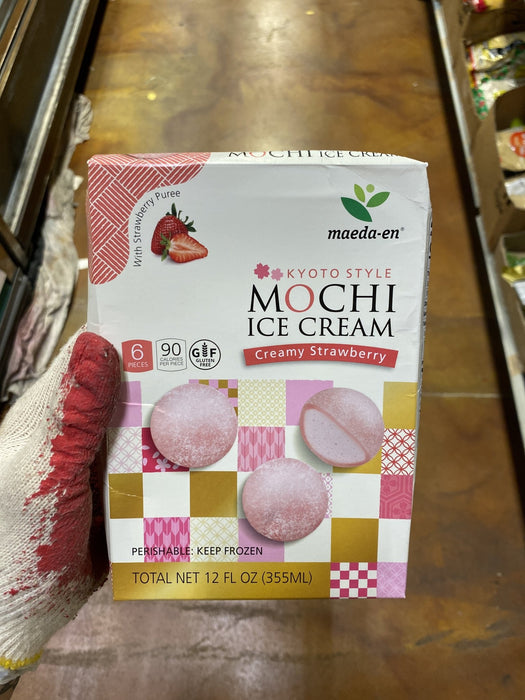 MOCHI ICE CREAM
With Strawberry Puree
maeda-en®
KYOTO STYLE
MOCHI
ICE CREAM
Creamy Strawberry
6
PIECES
90
CALORIES
PER PIECE
G F
GLUTEN
FREE
PERISHABLE: KEEP FROZEN
TOTAL NET 12 FL OZ (355ML)